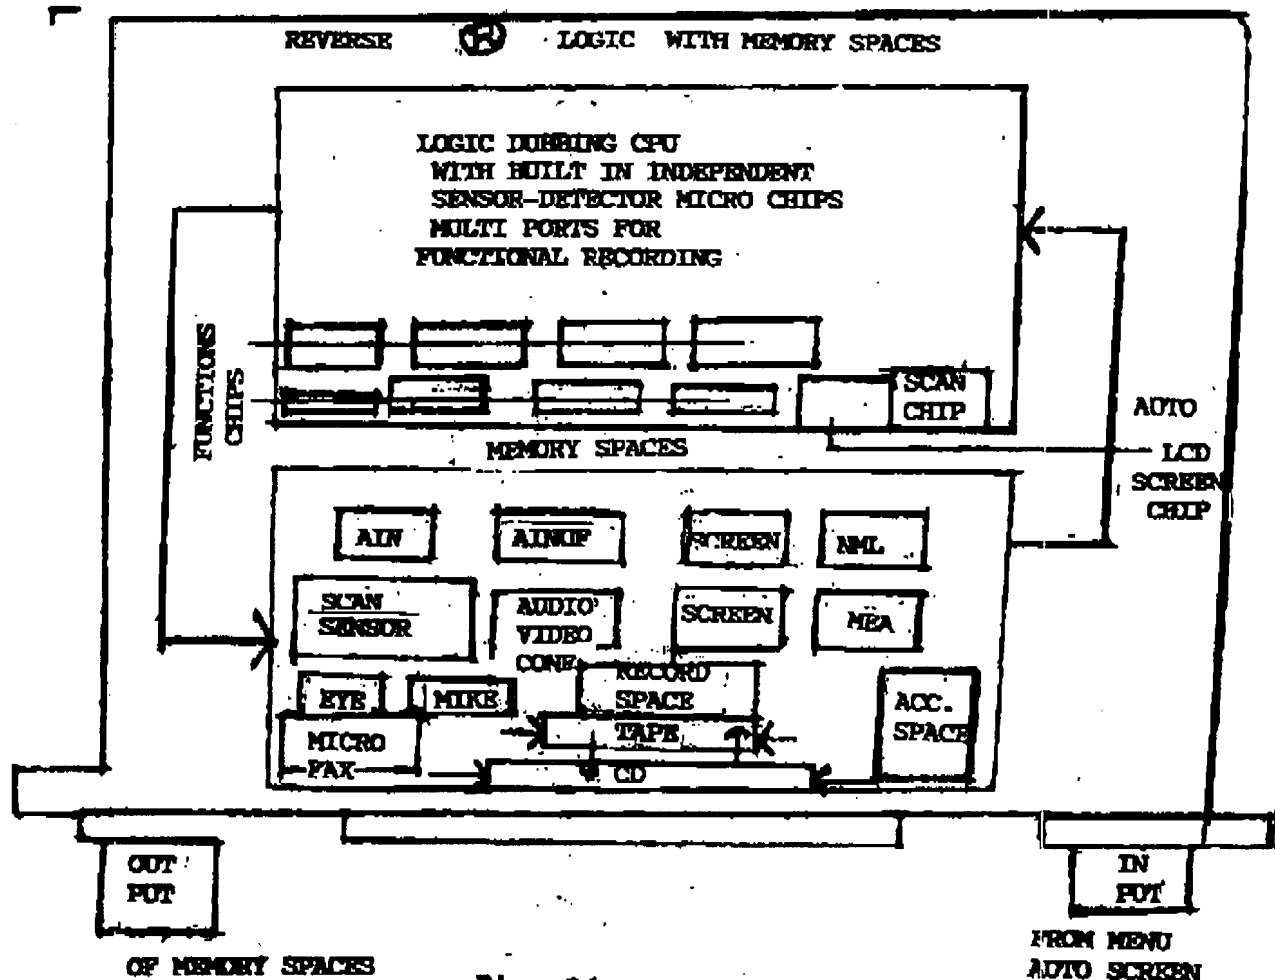 REVERSE R LOGIC WITH MEMORY SPACES
LOGIC DUBBING CPU
WITH BUILT IN INDEPENDENT
SENSOR-DETECTOR MICRO CHIPS
MULTI PORTS FOR
FUNCTIONAL RECORDING
FUNCTIONS
CHIPS
SCAN
CHIP
AUTO
LCD
SCREEN
CHIP
MEMORY SPACES
AIN
SCREEN
NML
SCAN
SENSOR
AUDIO
VIDEO
CONF
SCREEN
MEA
EYE
MIKE
RECORD
SPACE
ACC.
SPACE
MICRO
FAX
TAPE
CD
OUT
PUT
IN
PUT
OF MEMORY SPACES
FROM MENU
AUTO SCREEN